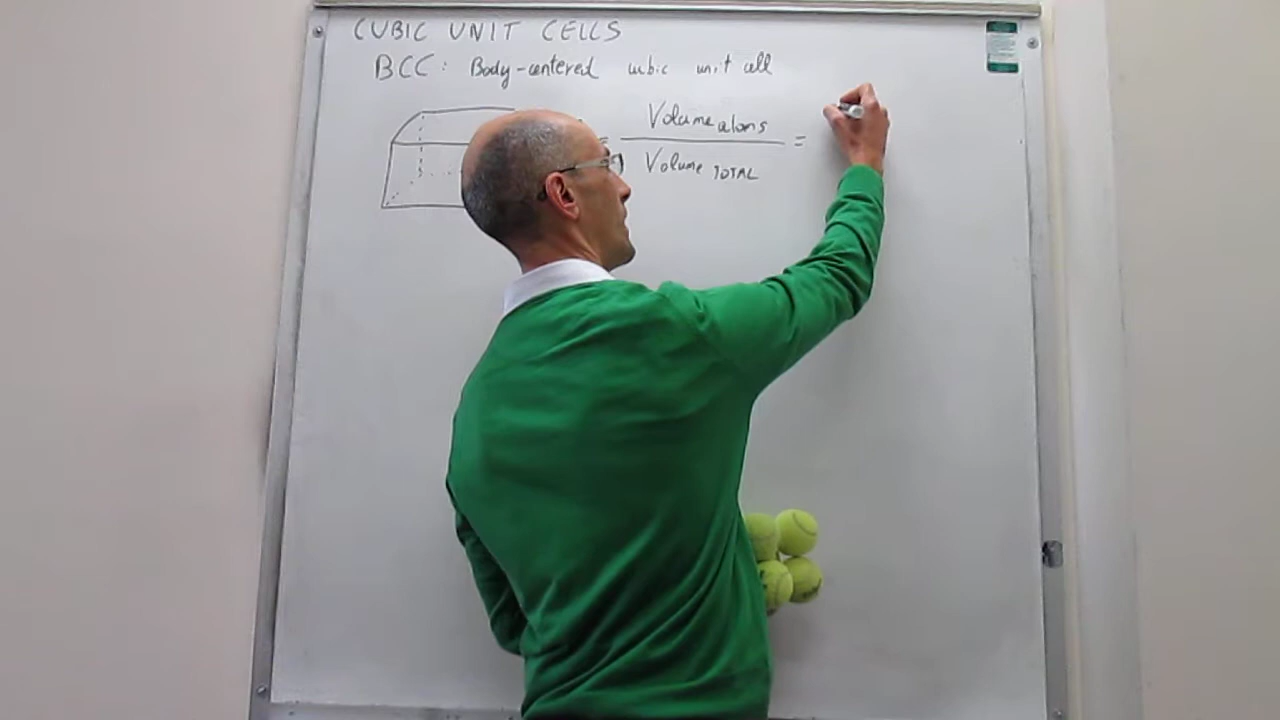 CUBIC UNIT CELLS
BCC: Body-centered cubic unit cell
= Volume atoms =
Volume TOTAL